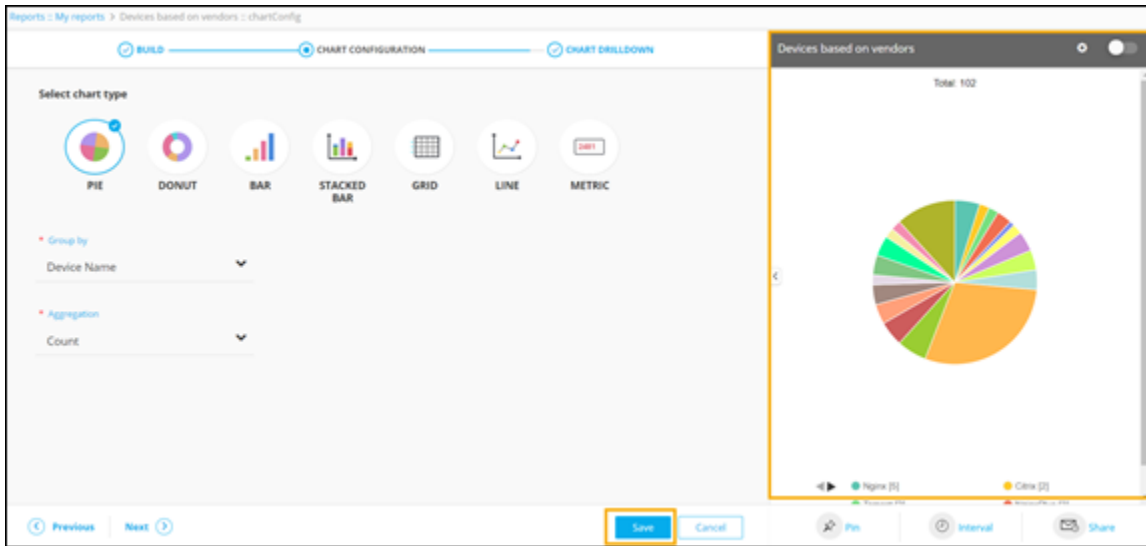 Reports :: My reports > Devices based on vendors :: chartConfig
BUILD CHART CONFIGURATION CHART DRILLDOWN
Devices based on vendors
Select chart type
Total: 102
2401
PIE DONUT BAR STACKED BAR GRID LINE METRIC
* Group by
Device Name
* Aggregation
Count
Nginx [5] Citrix [2]
Previous Next Save Cancel Pin Interval Share